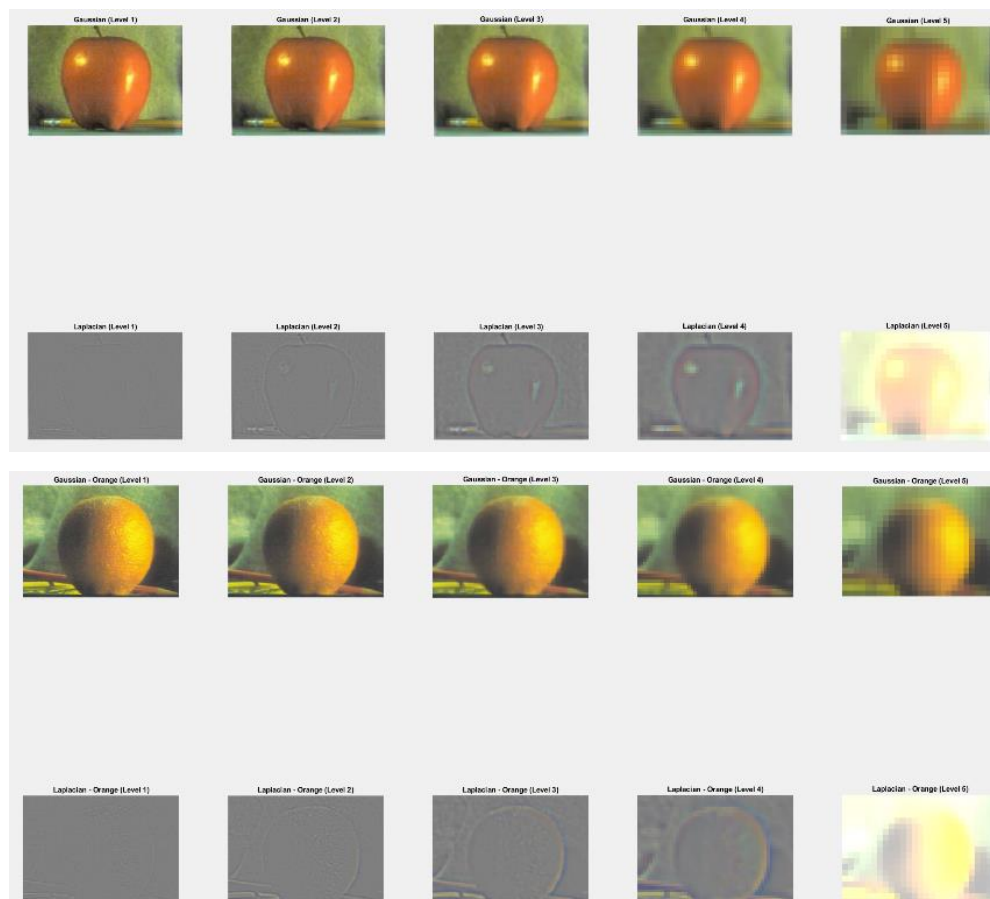 Gaussian (Level 1) Gaussian (Level 2) Gaussian (Level 3) Gaussian (Level 4) Gaussian (Level 5)
Laplacian (Level 1) Laplacian (Level 2) Laplacian (Level 3) Laplacian (Level 4) Laplacian (Level 5)
Gaussian - Orange (Level 1) Gaussian - Orange (Level 2) Gaussian - Orange (Level 3) Gaussian - Orange (Level 4) Gaussian - Orange (Level 5)
Laplacian - Orange (Level 1) Laplacian - Orange (Level 2) Laplacian - Orange (Level 3) Laplacian - Orange (Level 4) Laplacian - Orange (Level 5)